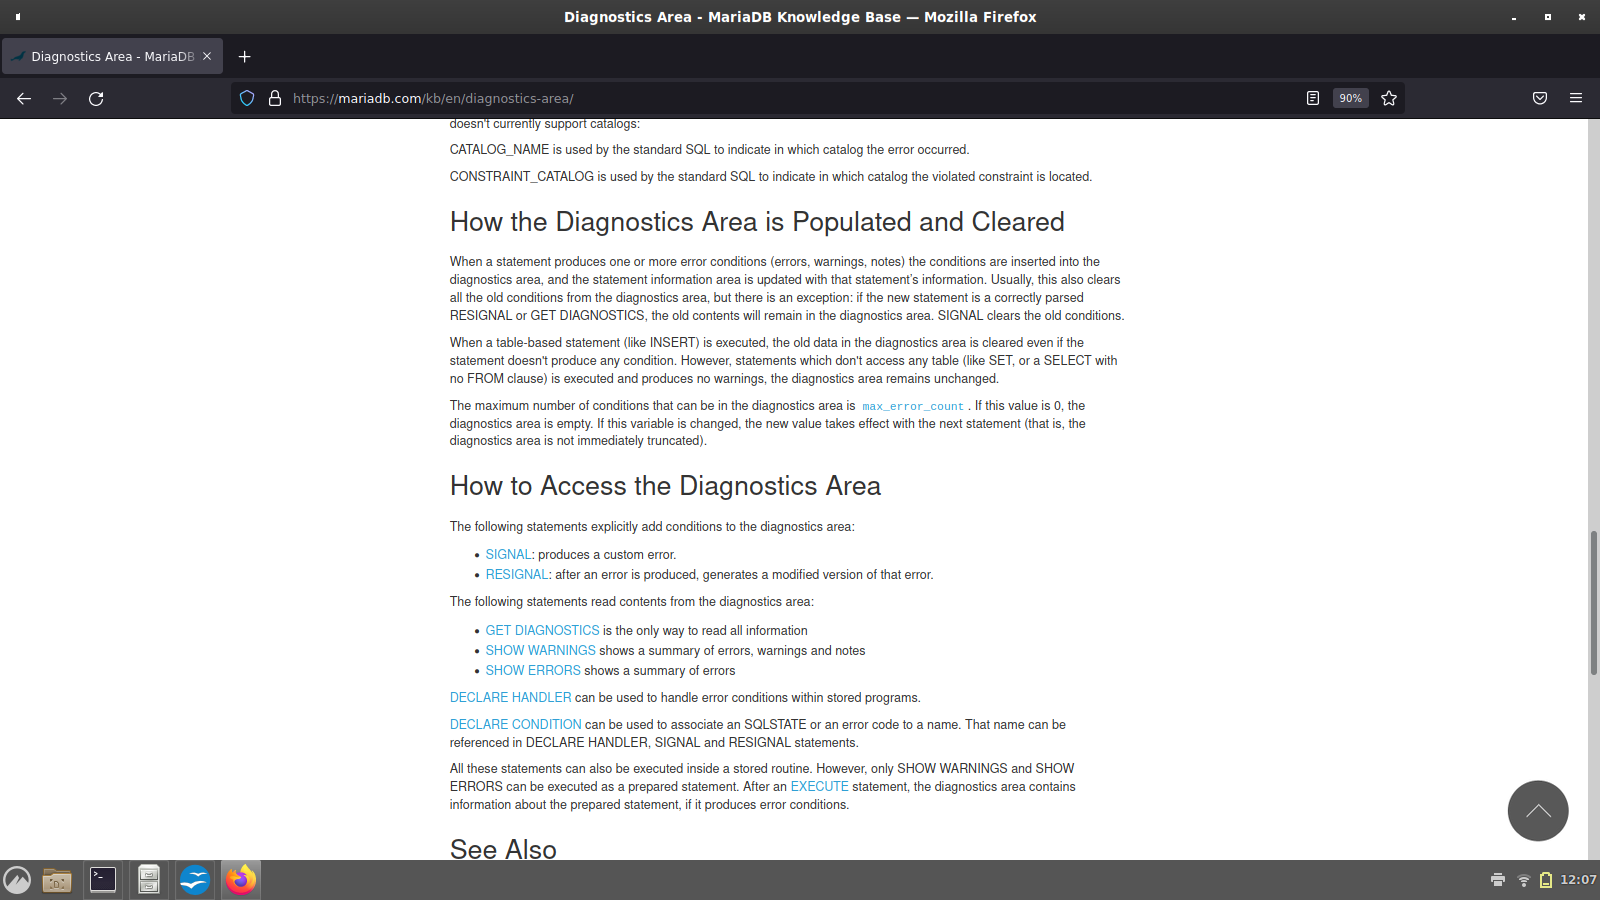 Diagnostics Area - MariaDB Knowledge Base — Mozilla Firefox
Diagnostics Area - MariaDB
https://mariadb.com/kb/en/diagnostics-area/
90%
doesn't currently support catalogs:
CATALOG_NAME is used by the standard SQL to indicate in which catalog the error occurred.
CONSTRAINT_CATALOG is used by the standard SQL to indicate in which catalog the violated constraint is located.
How the Diagnostics Area is Populated and Cleared
When a statement produces one or more error conditions (errors, warnings, notes) the conditions are inserted into the
diagnostics area, and the statement information area is updated with that statement's information. Usually, this also clears
all the old conditions from the diagnostics area, but there is an exception: if the new statement is a correctly parsed
RESIGNAL or GET DIAGNOSTICS, the old contents will remain in the diagnostics area. SIGNAL clears the old conditions.
When a table-based statement (like INSERT) is executed, the old data in the diagnostics area is cleared even if the
statement doesn't produce any condition. However, statements which don't access any table (like SET, or a SELECT with
no FROM clause) is executed and produces no warnings, the diagnostics area remains unchanged.
The maximum number of conditions that can be in the diagnostics area is max_error_count . If this value is 0, the
diagnostics area is empty. If this variable is changed, the new value takes effect with the next statement (that is, the
diagnostics area is not immediately truncated).
How to Access the Diagnostics Area
The following statements explicitly add conditions to the diagnostics area:
• SIGNAL: produces a custom error.
• RESIGNAL: after an error is produced, generates a modified version of that error.
The following statements read contents from the diagnostics area:
• GET DIAGNOSTICS is the only way to read all information
• SHOW WARNINGS shows a summary of errors, warnings and notes
• SHOW ERRORS shows a summary of errors
DECLARE HANDLER can be used to handle error conditions within stored programs.
DECLARE CONDITION can be used to associate an SQLSTATE or an error code to a name. That name can be
referenced in DECLARE HANDLER, SIGNAL and RESIGNAL statements.
All these statements can also be executed inside a stored routine. However, only SHOW WARNINGS and SHOW
ERRORS can be executed as a prepared statement. After an EXECUTE statement, the diagnostics area contains
information about the prepared statement, if it produces error conditions.
See Also
12:07